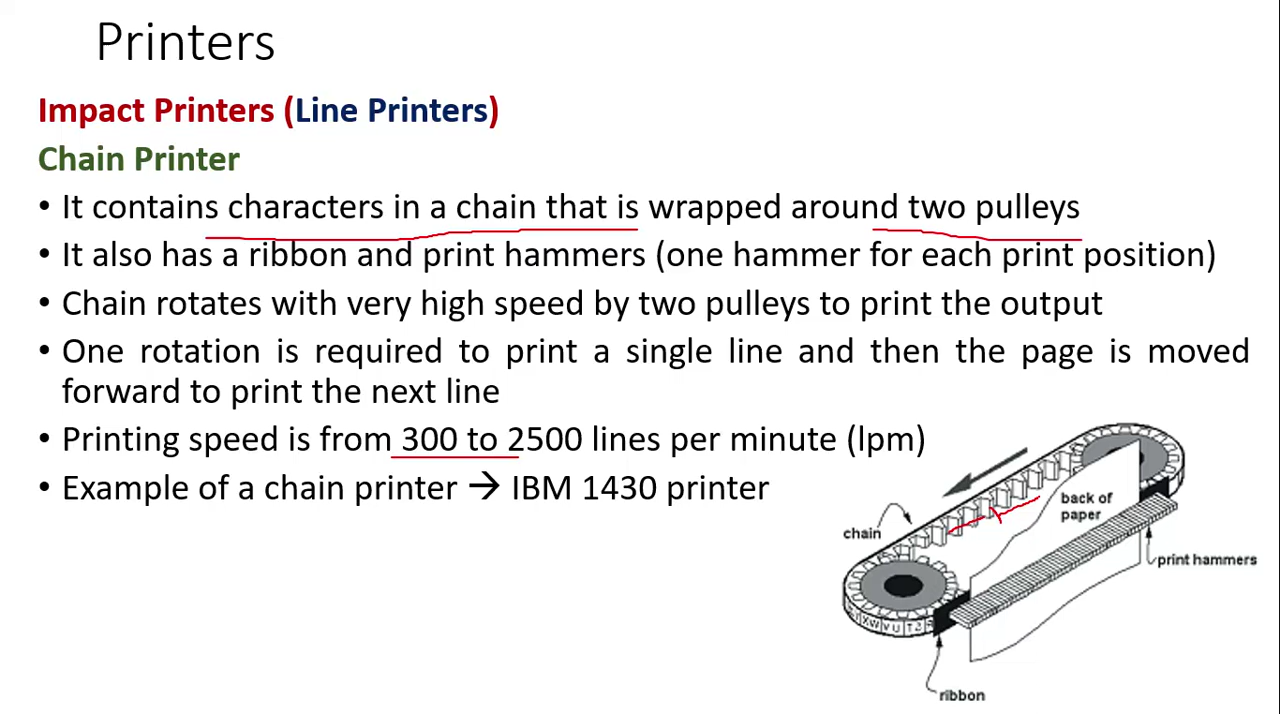 Printers
Impact Printers (Line Printers)
Chain Printer
• It contains characters in a chain that is wrapped around two pulleys
• It also has a ribbon and print hammers (one hammer for each print position)
• Chain rotates with very high speed by two pulleys to print the output
• One rotation is required to print a single line and then the page is moved
forward to print the next line
• Printing speed is from 300 to 2500 lines per minute (lpm)
• Example of a chain printer → IBM 1430 printer
back of
paper
chain
print hammers
ribbon